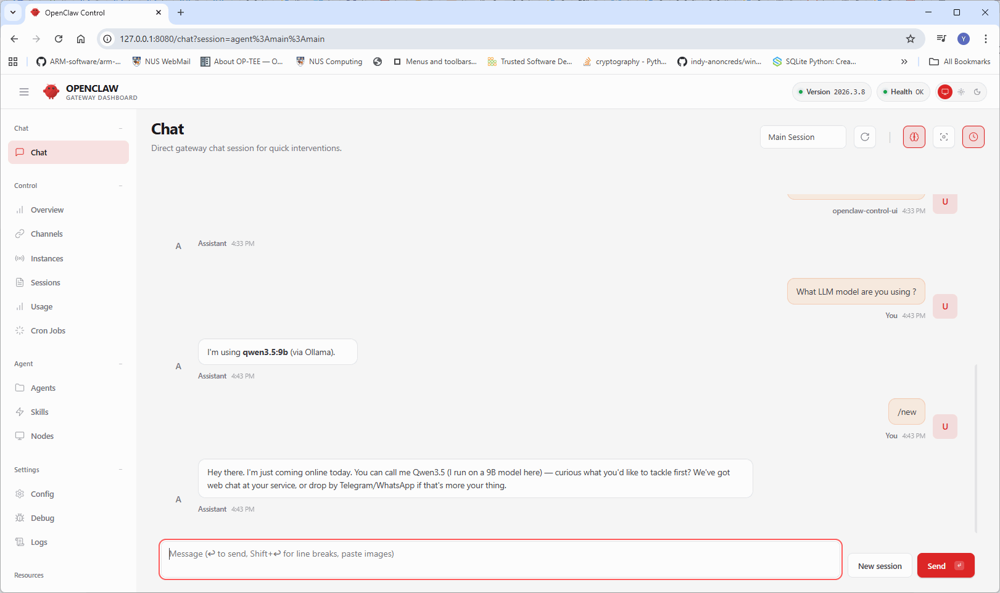 OpenClaw Control
127.0.0.1:8080/chat?session=agent%3Amain%3Amain
Y
ARM-software/arm-...
NUS WebMail
About OP-TEE — O...
NUS Computing
Menus and toolbars...
Trusted Software De...
cryptography - Pyth...
indy-anoncreds/win...
SQLite Python: Crea...
All Bookmarks
OPENCLAW
GATEWAY DASHBOARD
Version 2026.3.8
Health OK
Chat
Chat
Control
Overview
Channels
Instances
Sessions
Usage
Cron Jobs
Agent
Agents
Skills
Nodes
Settings
Config
Debug
Logs
Resources
Chat
Direct gateway chat session for quick interventions.
Main Session
U
openclaw-control-ui 4:33 PM
A
Assistant 4:33 PM
What LLM model are you using ?
U
You 4:43 PM
I'm using qwen3.5:9b (via Ollama).
A
Assistant 4:43 PM
/new
U
You 4:43 PM
Hey there. I'm just coming online today. You can call me Qwen3.5 (I run on a 9B model here) — curious what you'd like to tackle first? We've got
web chat at your service, or drop by Telegram/WhatsApp if that's more your thing.
A
Assistant 4:43 PM
Message (↵ to send, Shift+↵ for line breaks, paste images)
New session
Send ↵